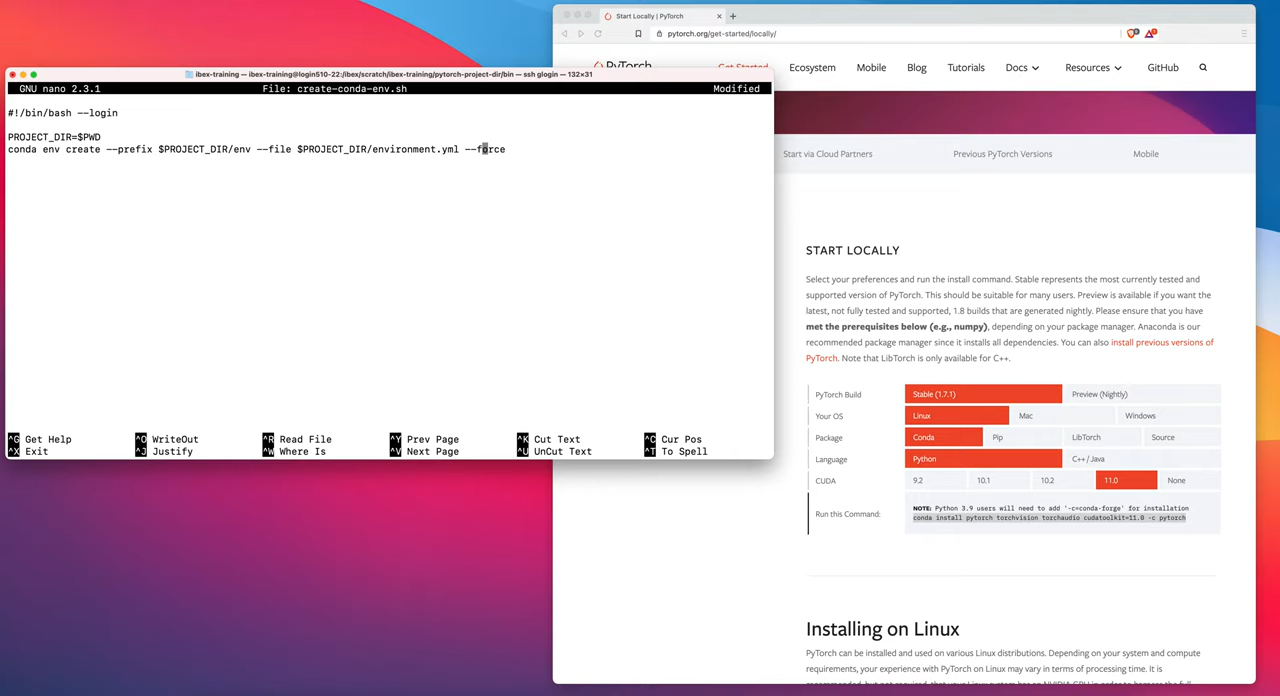 ibex-training — ibex-training@login510-22:/ibex/scratch/ibex-training/pytorch-project-dir/bin — ssh glogin — 132×31
GNU nano 2.3.1 File: create-conda-env.sh Modified
#!/bin/bash --login
PROJECT_DIR=$PWD
conda env create --prefix $PROJECT_DIR/env --file $PROJECT_DIR/environment.yml --force
^G Get Help ^O WriteOut ^R Read File ^Y Prev Page ^K Cut Text ^C Cur Pos
^X Exit ^J Justify ^W Where Is ^V Next Page ^U UnCut Text ^T To Spell
Start Locally | PyTorch
pytorch.org/get-started/locally/
PyTorch Get Started Ecosystem Mobile Blog Tutorials Docs Resources GitHub
Start via Cloud Partners Previous PyTorch Versions Mobile
START LOCALLY
Select your preferences and run the install command. Stable represents the most currently tested and
supported version of PyTorch. This should be suitable for many users. Preview is available if you want the
latest, not fully tested and supported, 1.8 builds that are generated nightly. Please ensure that you have
met the prerequisites below (e.g., numpy), depending on your package manager. Anaconda is our
recommended package manager since it installs all dependencies. You can also install previous versions of
PyTorch. Note that LibTorch is only available for C++.
PyTorch Build Stable (1.7.1) Preview (Nightly)
Your OS Linux Mac Windows
Package Conda Pip LibTorch Source
Language Python C++ / Java
CUDA 9.2 10.1 10.2 11.0 None
Run this Command:
NOTE: Python 3.9 users will need to add '-c=conda-forge' for installation
conda install pytorch torchvision torchaudio cudatoolkit=11.0 -c pytorch
Installing on Linux
PyTorch can be installed and used on various Linux distributions. Depending on your system and compute
requirements, your experience with PyTorch on Linux may vary in terms of processing time. It is